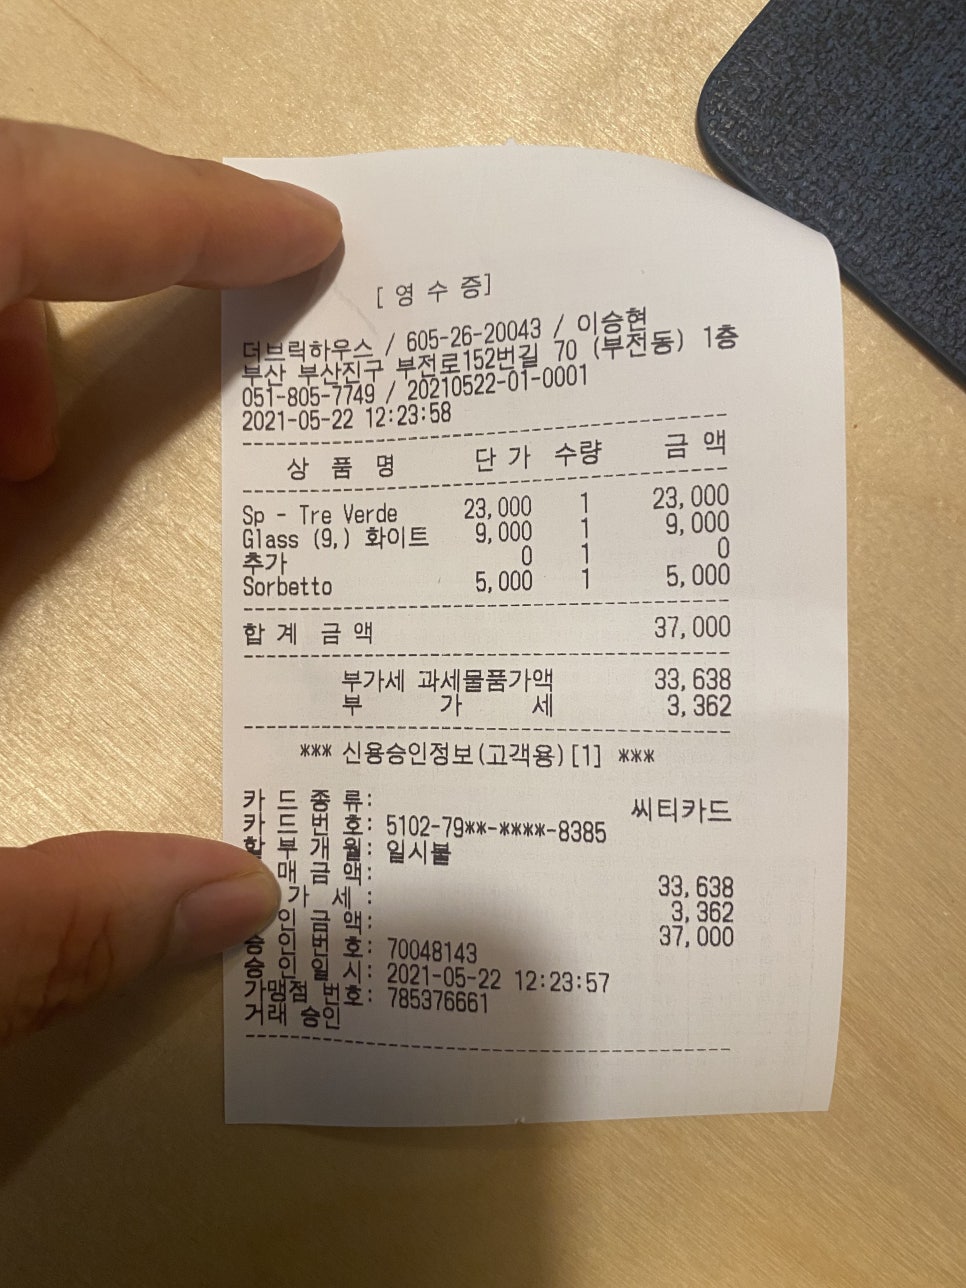 [ 영 수 증]
더브릭하우스 / 605-26-20043 / 이승현
부산 부산진구 부전로152번길 70 (부전동) 1층
051-805-7749 / 20210522-01-0001
2021-05-22 12:23:58
상 품 명 단 가 수량 금 액
Sp - Tre Verde 23,000 1 23,000
Glass (9,) 화이트 9,000 1 9,000
추가 0 1 0
Sorbetto 5,000 1 5,000
합 계 금 액 37,000
부가세 과세물품가액 33,638
부 가 세 3,362
*** 신용승인정보(고객용)[1] ***
카 드 종 류: 씨티카드
카 드 번 호: 5102-79**-****-8385
할 부 개 월: 일시불
매 금 액: 33,638
가 세 : 3,362
인 금 액: 37,000
승 인 번 호: 70048143
승 인 일 시: 2021-05-22 12:23:57
가맹점 번호: 785376661
거래 승인